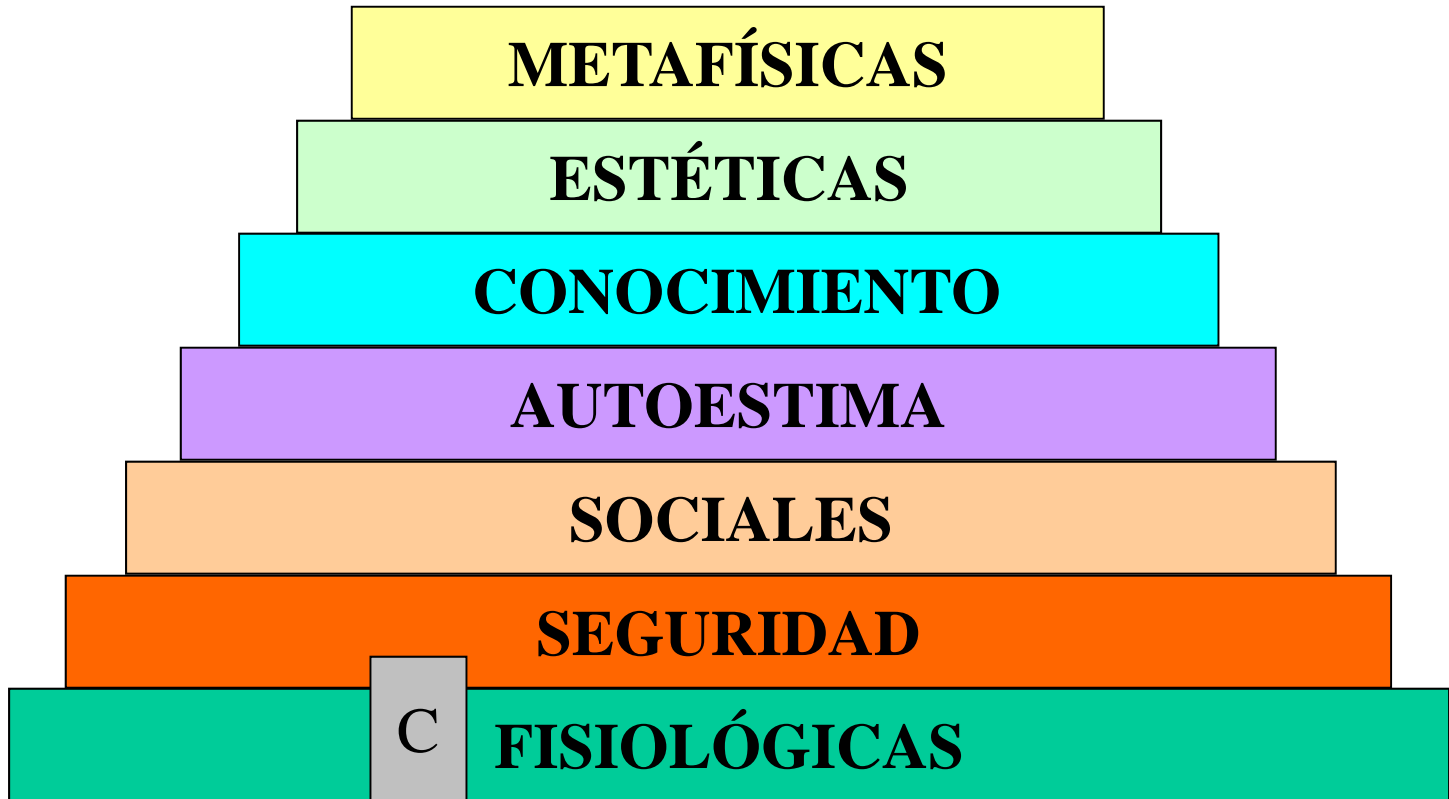 METAFÍSICAS
ESTÉTICAS
CONOCIMIENTO
AUTOESTIMA
SOCIALES
SEGURIDAD
C FISIOLÓGICAS